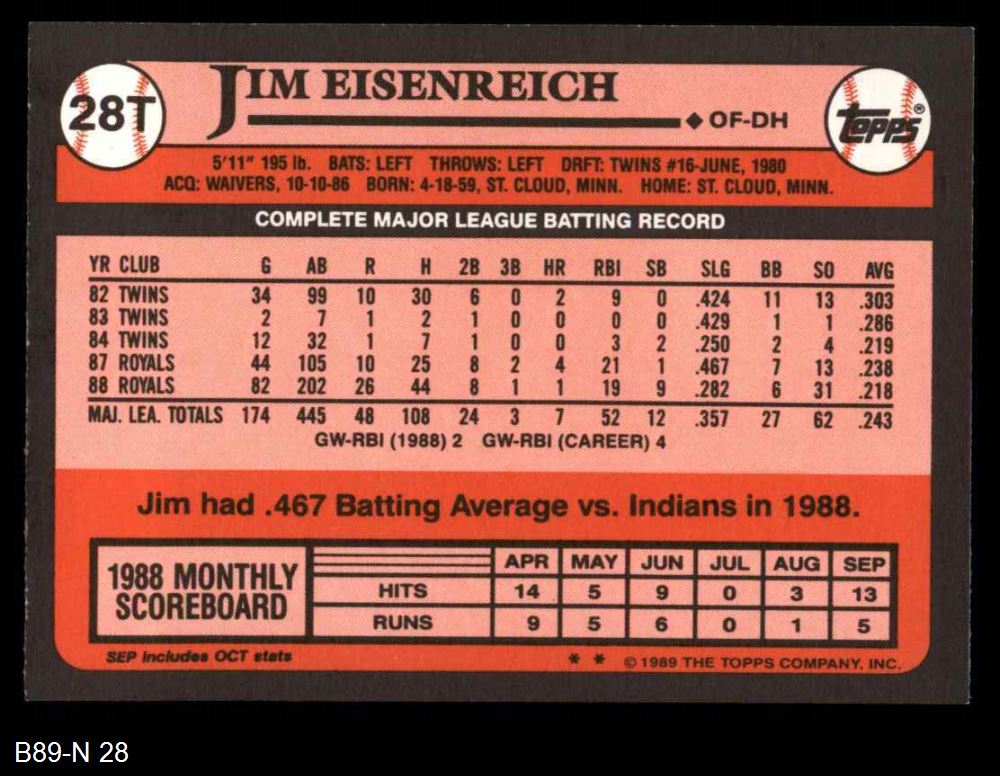 28T
JIM EISENREICH
◆ OF-DH
TOPPS®
5'11" 195 lb. BATS: LEFT THROWS: LEFT DRFT: TWINS #16-JUNE, 1980
ACQ: WAIVERS, 10-10-86 BORN: 4-18-59, ST. CLOUD, MINN. HOME: ST. CLOUD, MINN.
COMPLETE MAJOR LEAGUE BATTING RECORD
YR CLUB G AB R H 2B 3B HR RBI SB SLG BB SO AVG
82 TWINS 34 99 10 30 6 0 2 9 0 .424 11 13 .303
83 TWINS 2 7 1 2 1 0 0 0 0 .429 1 1 .286
84 TWINS 12 32 1 7 1 0 0 3 2 .250 2 4 .219
87 ROYALS 44 105 10 25 8 2 4 21 1 .467 7 13 .238
88 ROYALS 82 202 26 44 8 1 1 19 9 .282 6 31 .218
MAJ. LEA. TOTALS 174 445 48 108 24 3 7 52 12 .357 27 62 .243
GW-RBI (1988) 2 GW-RBI (CAREER) 4
Jim had .467 Batting Average vs. Indians in 1988.
1988 MONTHLY
SCOREBOARD
APR MAY JUN JUL AUG SEP
HITS 14 5 9 0 3 13
RUNS 9 5 6 0 1 5
SEP includes OCT stats
* * © 1989 THE TOPPS COMPANY, INC.
B89-N 28